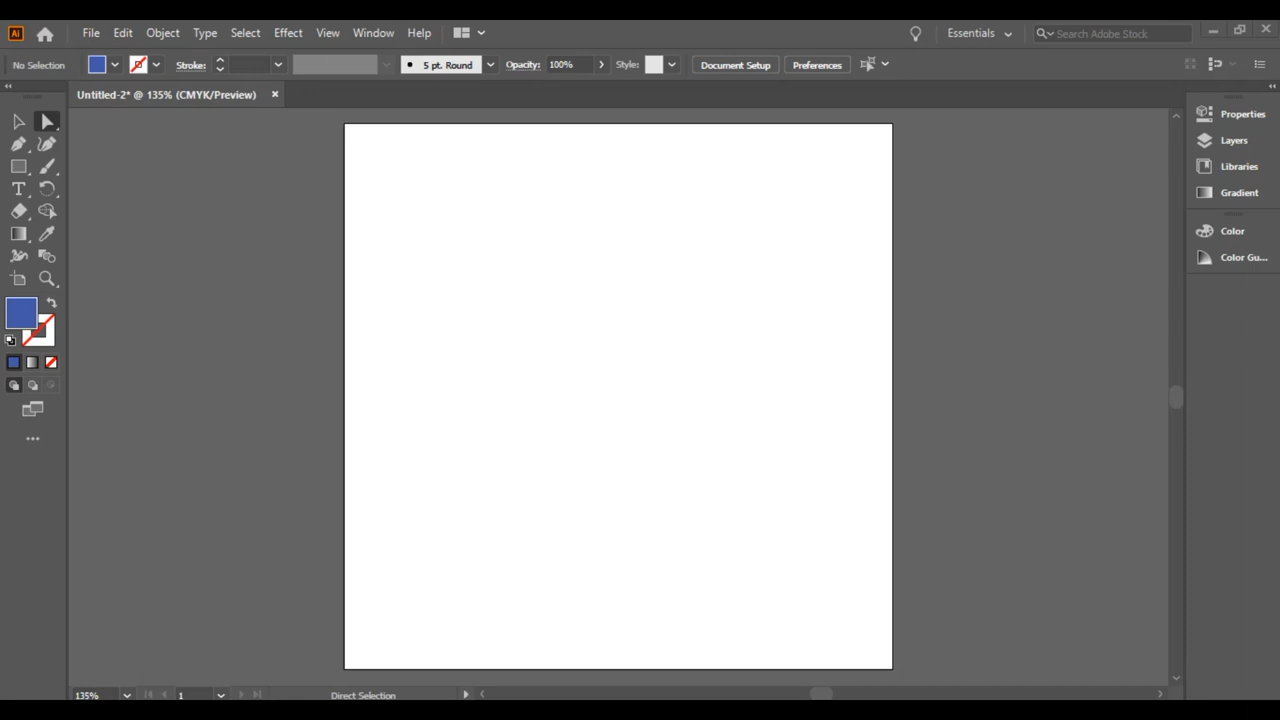 Ai File Edit Object Type Select Effect View Window Help Essentials Search Adobe Stock
No Selection Stroke: 5 pt. Round Opacity: 100% Style: Document Setup Preferences
Untitled-2* @ 135% (CMYK/Preview)
Properties
Layers
Libraries
Gradient
Color
Color Gu...
135% 1 Direct Selection